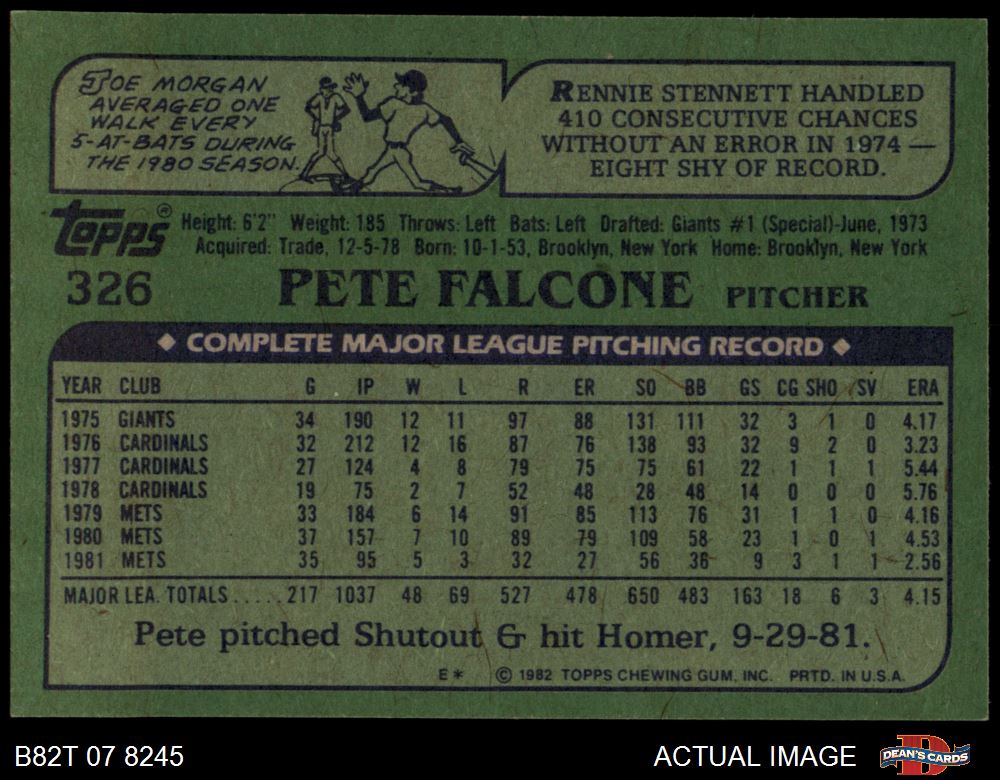 JOE MORGAN
AVERAGED ONE
WALK EVERY
5-AT-BATS DURING
THE 1980 SEASON.
RENNIE STENNETT HANDLED
410 CONSECUTIVE CHANCES
WITHOUT AN ERROR IN 1974 —
EIGHT SHY OF RECORD.
Topps® Height: 6'2" Weight: 185 Throws: Left Bats: Left Drafted: Giants #1 (Special)-June, 1973
Acquired: Trade, 12-5-78 Born: 10-1-53, Brooklyn, New York Home: Brooklyn, New York
326 PETE FALCONE PITCHER
◆ COMPLETE MAJOR LEAGUE PITCHING RECORD ◆
YEAR CLUB G IP W L R ER SO BB GS CG SHO SV ERA
1975 GIANTS 34 190 12 11 97 88 131 111 32 3 1 0 4.17
1976 CARDINALS 32 212 12 16 87 76 138 93 32 9 2 0 3.23
1977 CARDINALS 27 124 4 8 79 75 75 61 22 1 1 1 5.44
1978 CARDINALS 19 75 2 7 52 48 28 48 14 0 0 0 5.76
1979 METS 33 184 6 14 91 85 113 76 31 1 1 0 4.16
1980 METS 37 157 7 10 89 79 109 58 23 1 0 1 4.53
1981 METS 35 95 5 3 32 27 56 36 9 3 1 1 2.56
MAJOR LEA. TOTALS.....217 1037 48 69 527 478 650 483 163 18 6 3 4.15
Pete pitched Shutout & hit Homer, 9-29-81.
E* © 1982 TOPPS CHEWING GUM, INC. PRTD. IN U.S.A.
B82T 07 8245 ACTUAL IMAGE DEAN'S CARDS